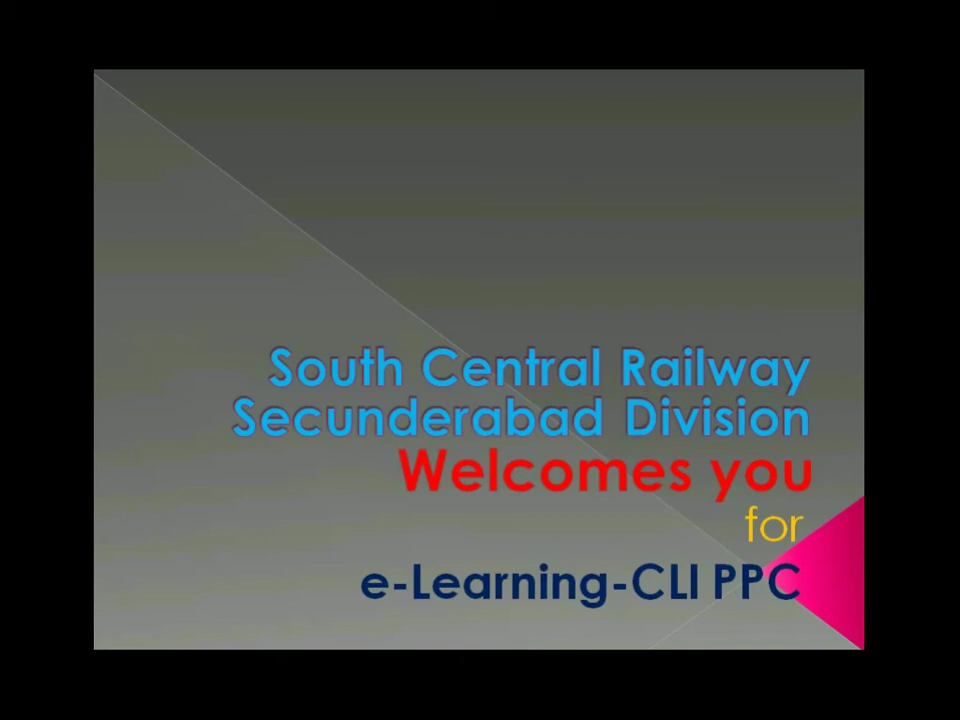 South Central Railway
Secunderabad Division
Welcomes you
for
e-Learning-CLI PPC